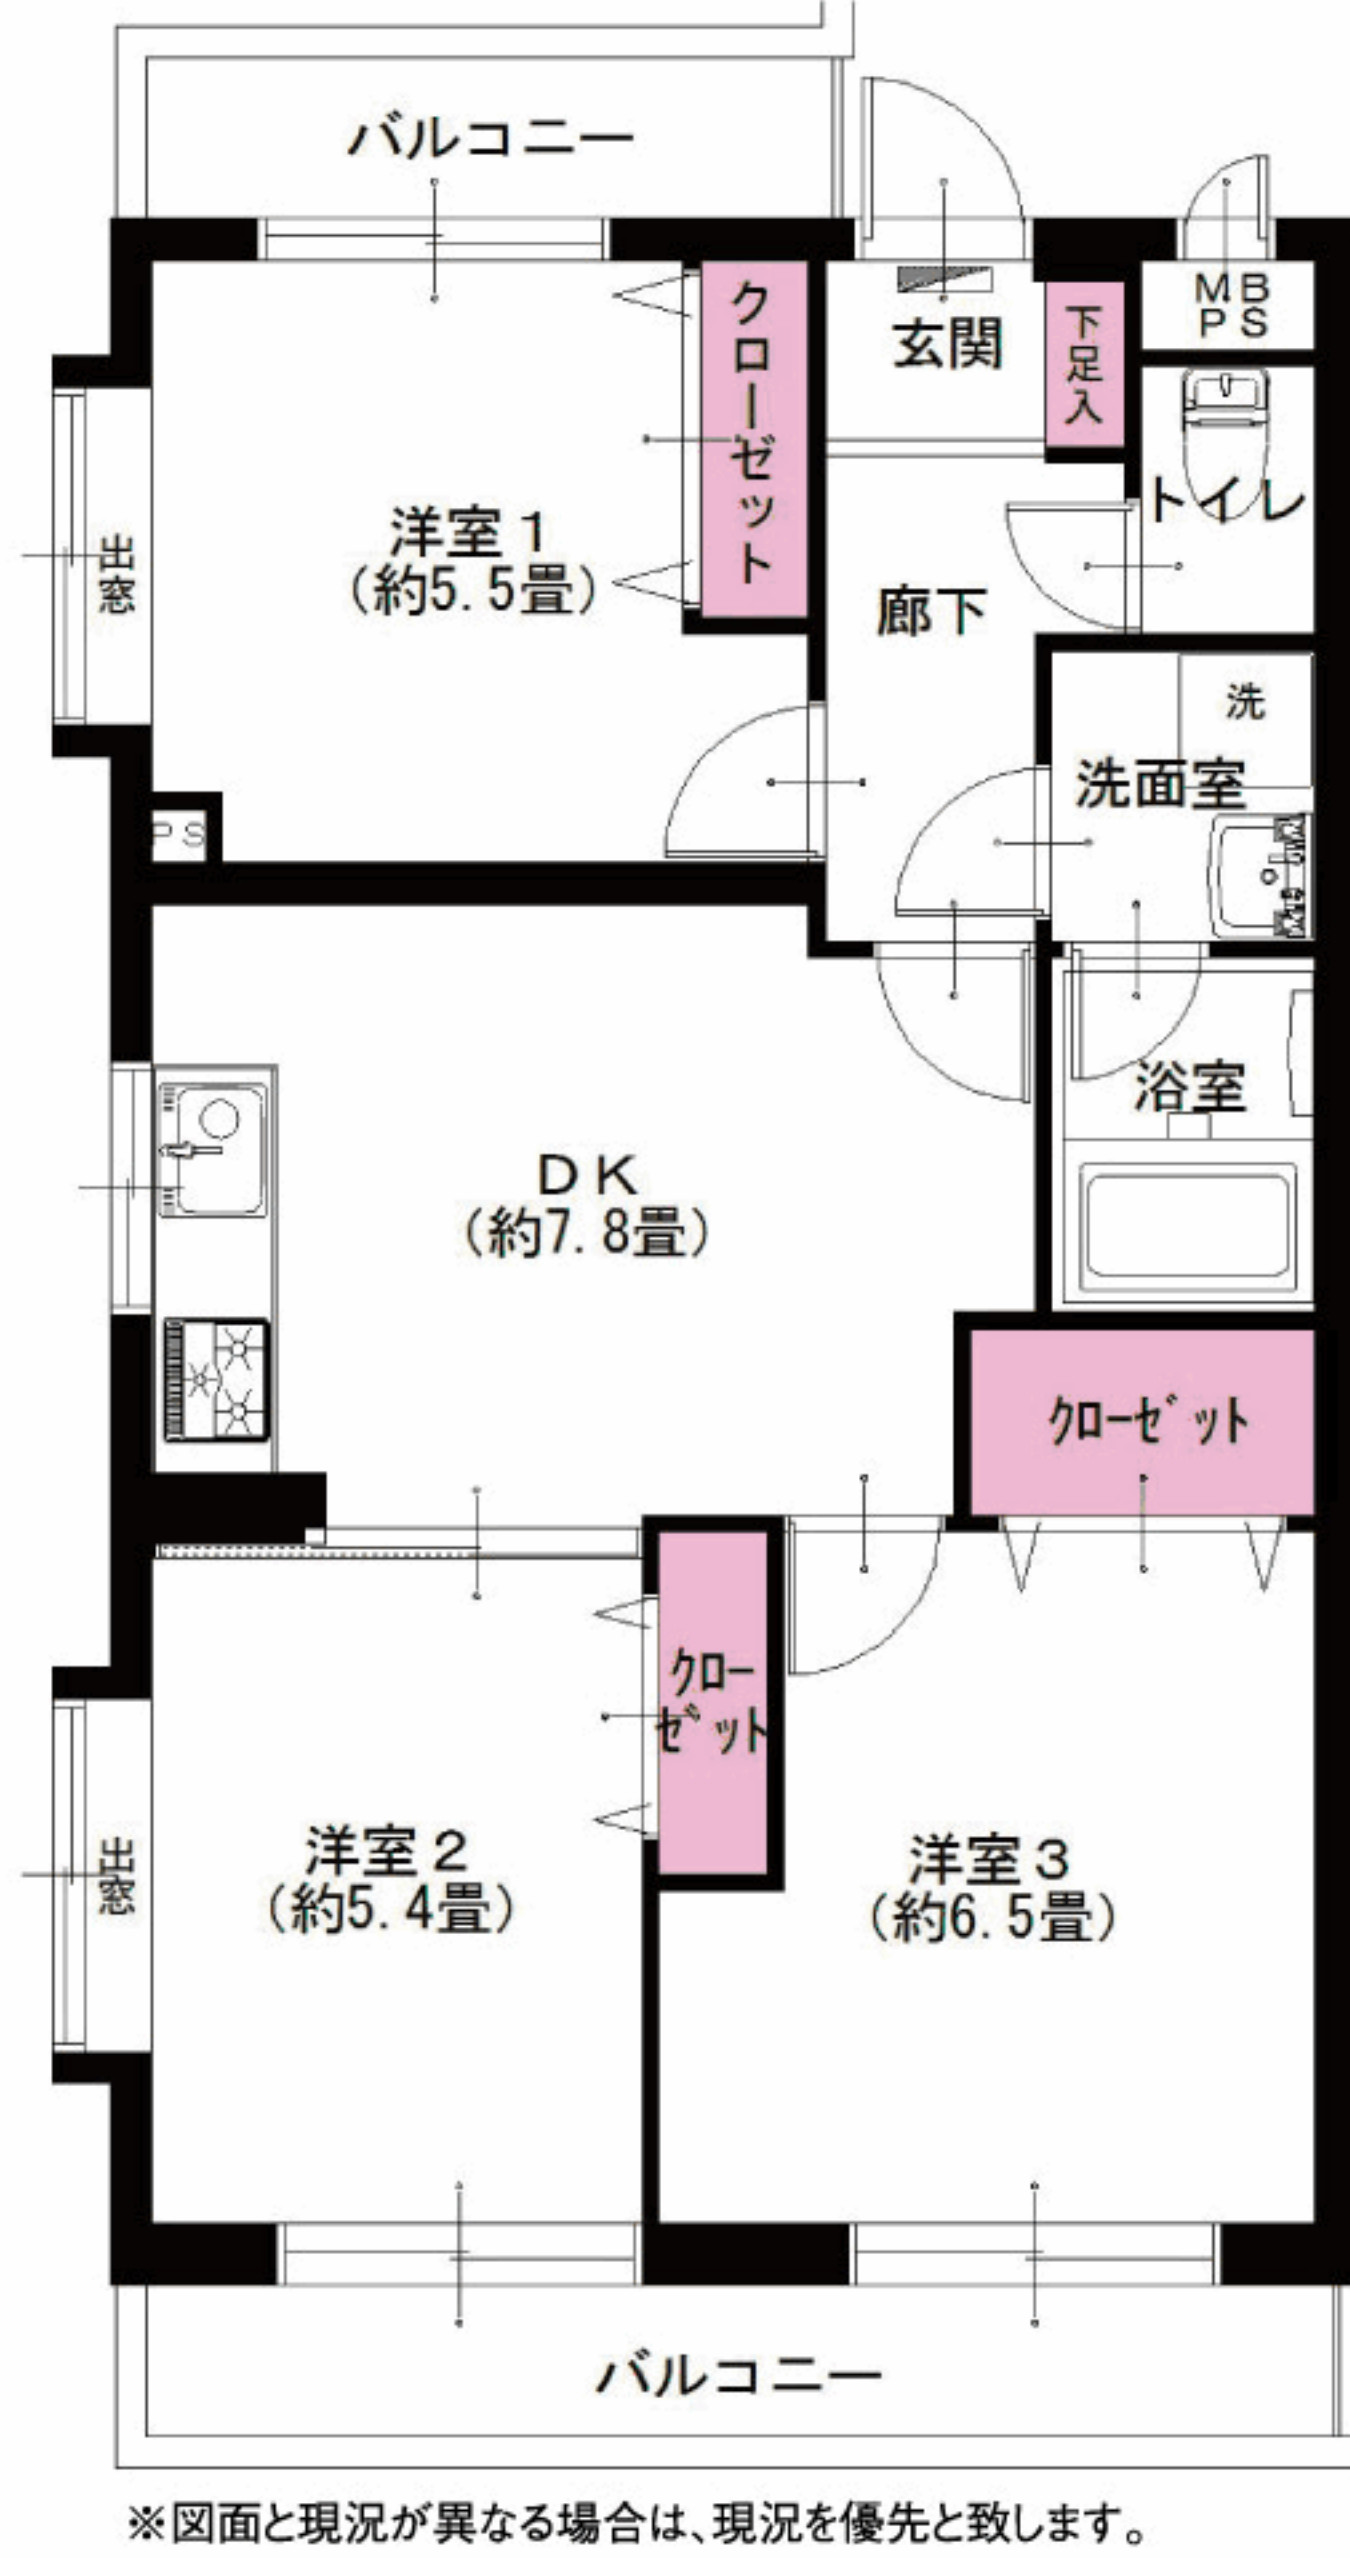 バルコニー
クローゼット
玄関
下足入
MB
PS
トイレ
洋室1
(約5.5畳)
出窓
廊下
洗
洗面室
PS
浴室
DK
(約7.8畳)
ｸﾛｰｾﾞｯﾄ
ｸﾛｰ
ｾﾞｯﾄ
洋室2
(約5.4畳)
出窓
洋室3
(約6.5畳)
バルコニー
※図面と現況が異なる場合は、現況を優先と致します。